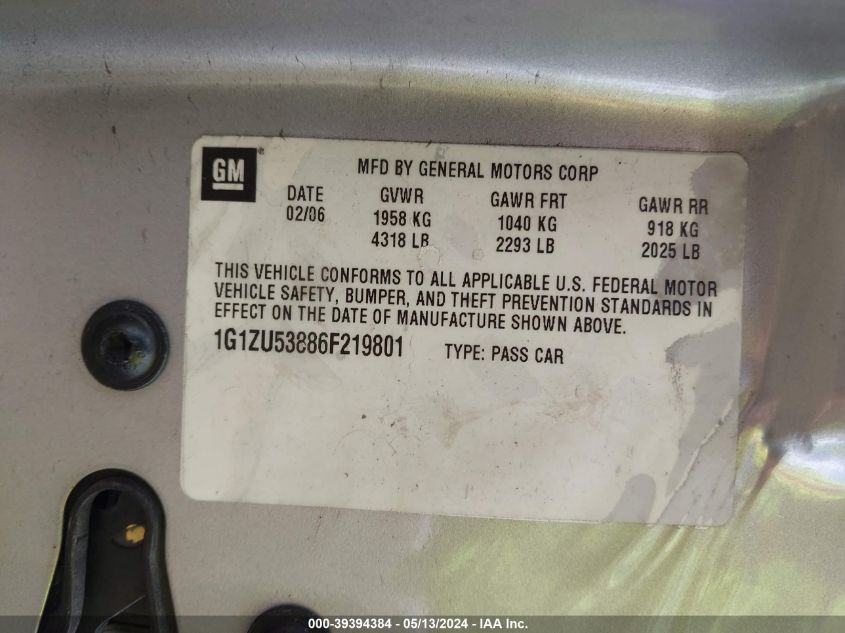 GM®
MFD BY GENERAL MOTORS CORP
DATE GVWR GAWR FRT GAWR RR
02/06 1958 KG 1040 KG 918 KG
4318 LB 2293 LB 2025 LB
THIS VEHICLE CONFORMS TO ALL APPLICABLE U.S. FEDERAL MOTOR
VEHICLE SAFETY, BUMPER, AND THEFT PREVENTION STANDARDS IN
EFFECT ON THE DATE OF MANUFACTURE SHOWN ABOVE.
1G1ZU53886F219801 TYPE: PASS CAR
000-39394384 - 05/13/2024 - IAA Inc.